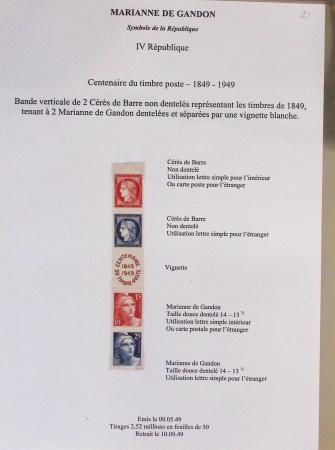 MARIANNE DE GANDON
Symbole de la République
IV République
Centenaire du timbre poste – 1849 - 1949
Bande verticale de 2 Cérès de Barre non dentelés représentant les timbres de 1849,
tenant à 2 Marianne de Gandon dentelées et séparées par une vignette blanche.
Cérès de Barre
Non dentelé
Utilisation lettre simple pour l'intérieur
Ou carte poste pour l'étranger
Cérès de Barre
Non dentelé
Utilisation lettre simple pour l'étranger
CENTENAIRE
1849
1949
DU TIMBRE-POSTE
Vignette
Marianne de Gandon
Taille douce dentelé 14 – 13 ½
Utilisation lettre simple intérieur
Ou carte postale pour l'étranger
Marianne de Gandon
Taille douce dentelé 14 – 13 ½
Utilisation lettre simple pour l'étranger
Emis le 09.05.49
Tirages 2,52 millions en feuilles de 50
Retrait le 10.09.49